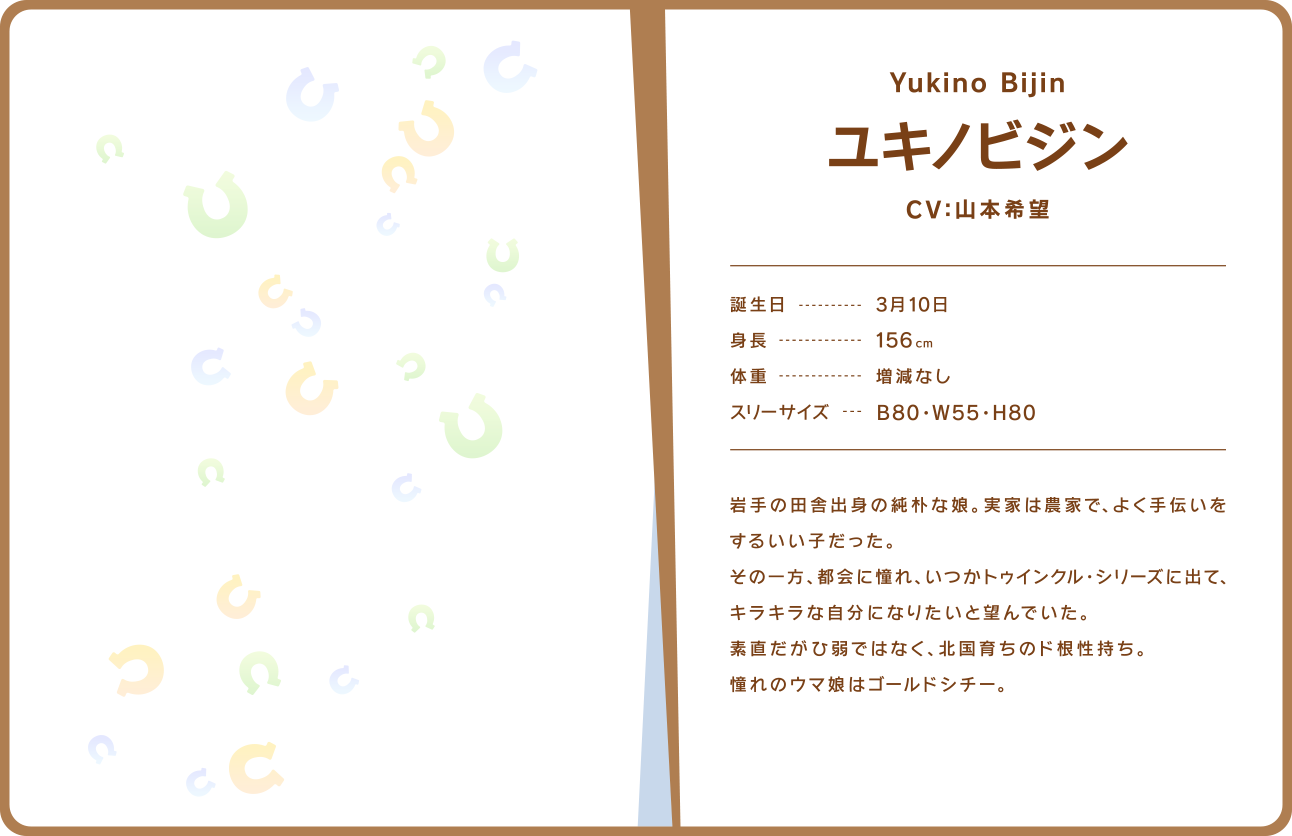 Yukino Bijin
ユキノビジン
CV:山本希望
誕生日 ---------- 3月10日
身長 ------------- 156cm
体重 ------------- 増減なし
スリーサイズ --- B80・W55・H80
岩手の田舎出身の純朴な娘。実家は農家で、よく手伝いを
するいい子だった。
その一方、都会に憧れ、いつかトゥインクル・シリーズに出て、
キラキラな自分になりたいと望んでいた。
素直だがひ弱ではなく、北国育ちのド根性持ち。
憧れのウマ娘はゴールドシチー。